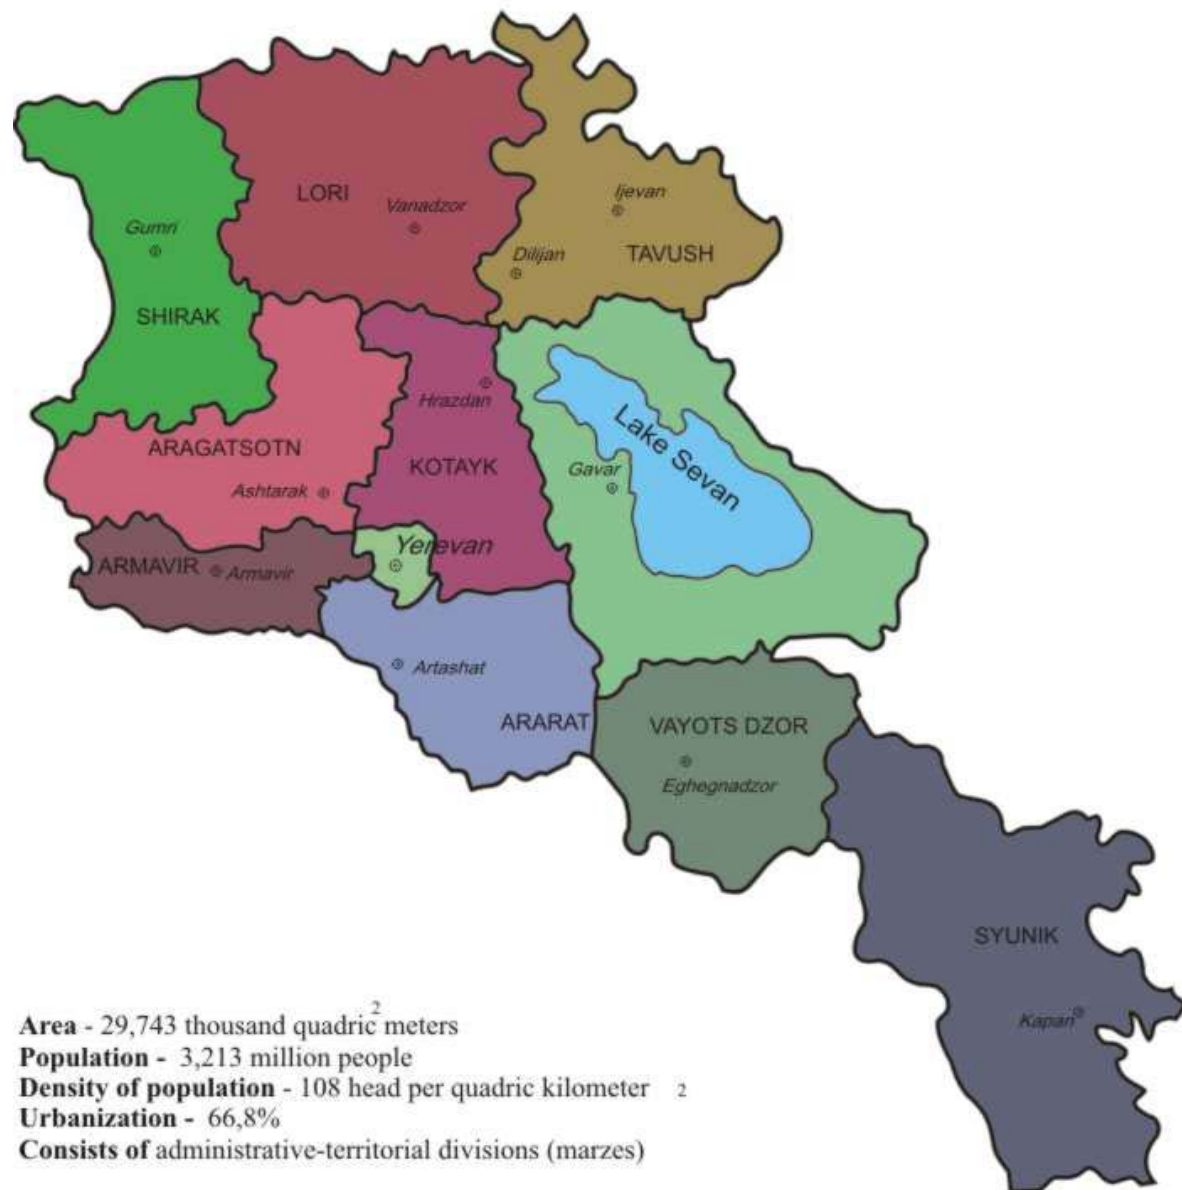 LORI
Vanadzor
Ijevan
Gumri
Dilijan
TAVUSH
SHIRAK
Hrazdan
Lake Sevan
ARAGATSOTN
KOTAYK
Gavar
Ashtarak
Yerevan
ARMAVIR
Armavir
Artashat
ARARAT
VAYOTS DZOR
Eghegnadzor
SYUNIK
Kapan
Area - 29,743 thousand quadric² meters
Population - 3,213 million people
Density of population - 108 head per quadric kilometer ²
Urbanization - 66,8%
Consists of administrative-territorial divisions (marzes)